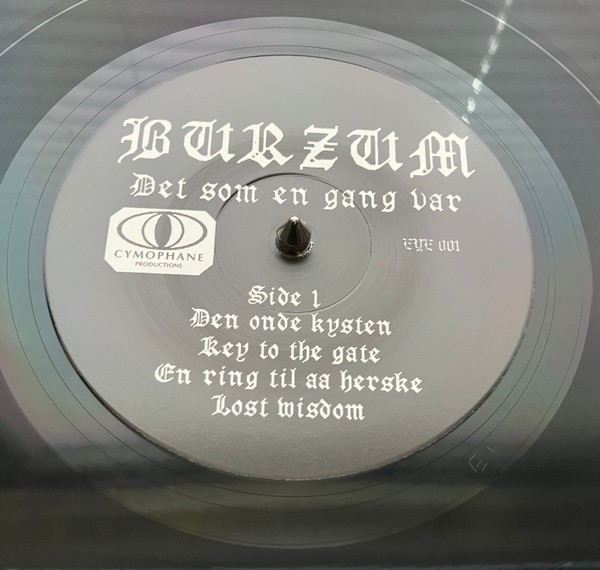 BURZUM
Det som en gang var
CYMOPHANE
PRODUCTIONS
EYE 001
Side 1
Den onde kysten
Key to the gate
En ring til aa herske
Lost wisdom